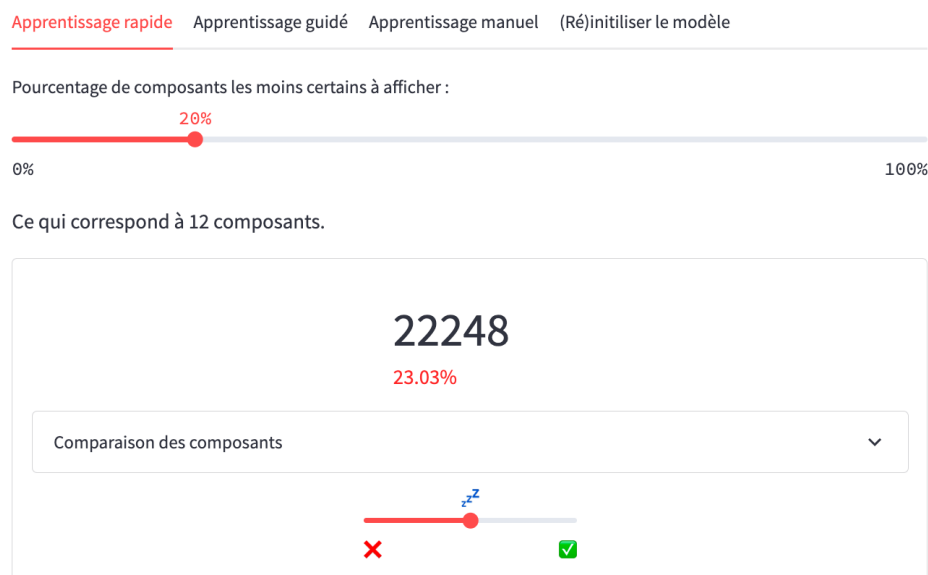 Apprentissage rapide Apprentissage guidé Apprentissage manuel (Ré)initiliser le modèle
Pourcentage de composants les moins certains à afficher :
20%
0% 100%
Ce qui correspond à 12 composants.
22248
23.03%
Comparaison des composants
💤
❌ ✅